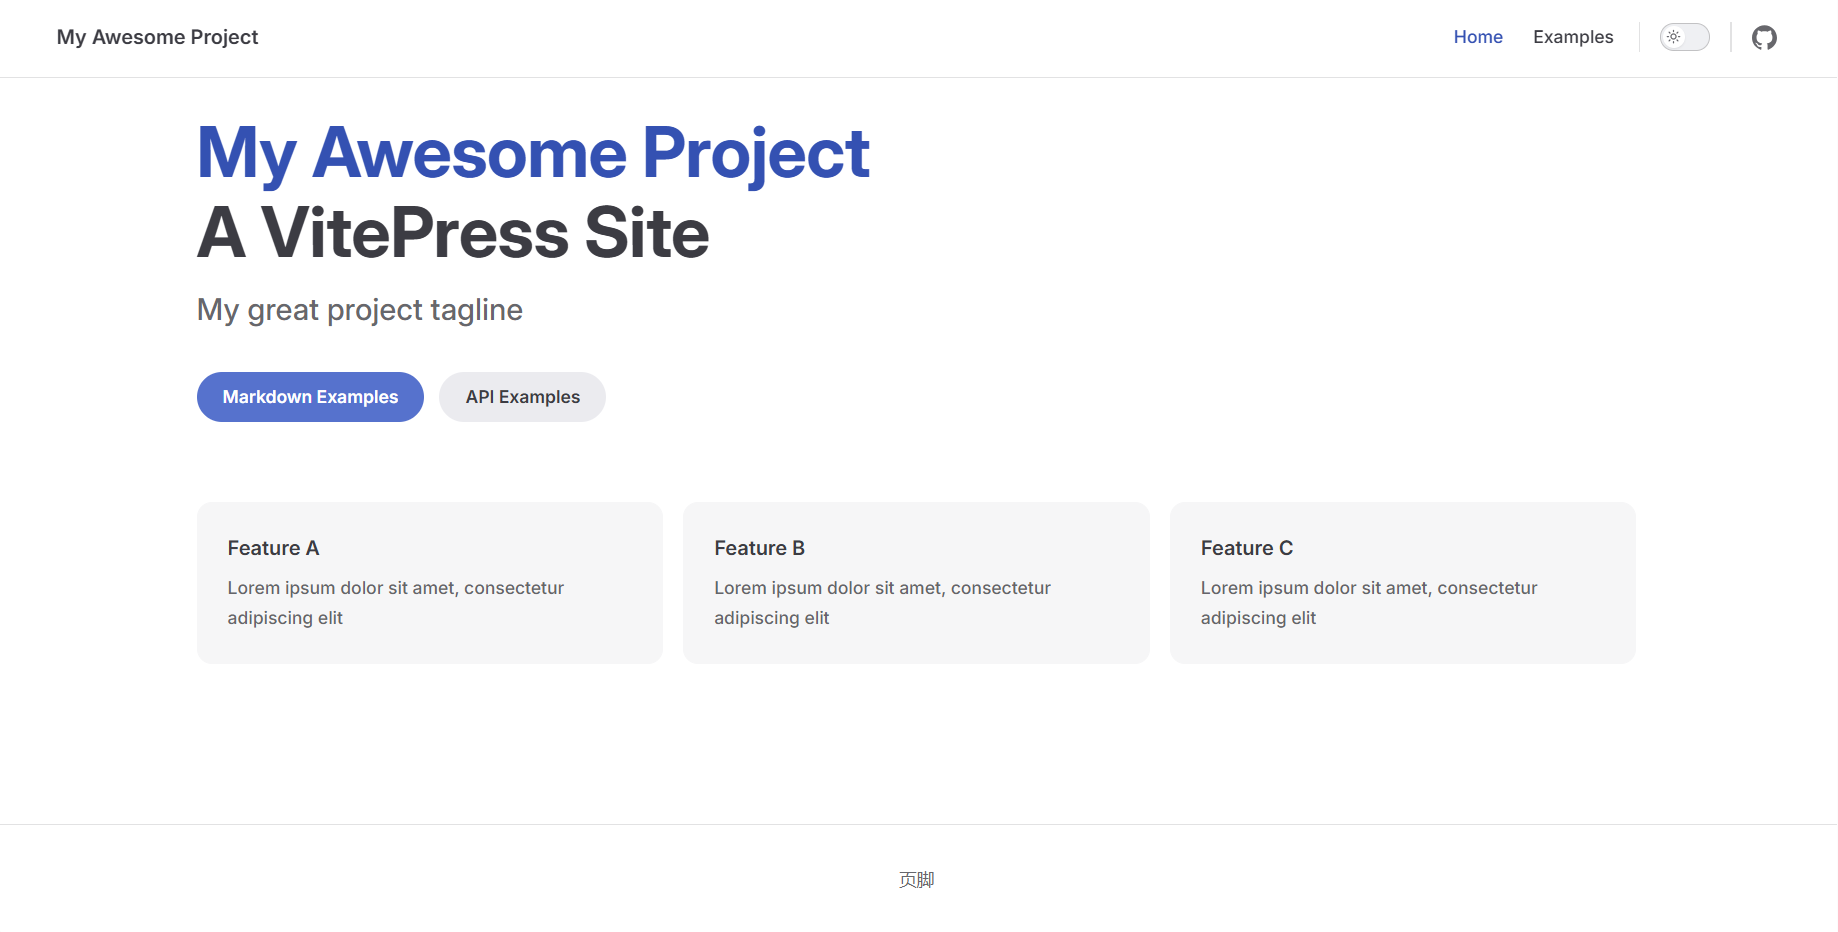 My Awesome Project
Home
Examples
My Awesome Project
A VitePress Site
My great project tagline
Markdown Examples
API Examples
Feature A
Lorem ipsum dolor sit amet, consectetur
adipiscing elit
Feature B
Lorem ipsum dolor sit amet, consectetur
adipiscing elit
Feature C
Lorem ipsum dolor sit amet, consectetur
adipiscing elit
页脚